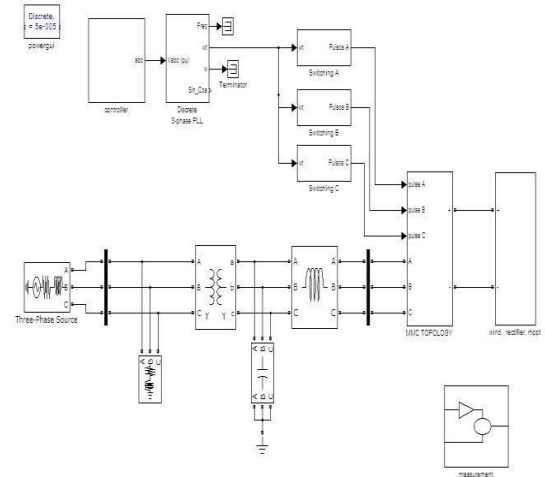 Discrete,
s = 5e-005
powergui
controller
abc
Vabc (pu)
Freq
wt
w
Sin_Cos
Discrete
3-phase PLL
Terminator
wt
Pulsos A
Switching A
wt
Pulsos B
Switching B
wt
Pulsos C
Switching C
pulse A
pulse B
pulse C
A
B
C
+
-
MMC TOPOLOGY
+
-
wind, rectifier, mppt
A
B
C
Three-Phase Source
A
B
C
Y
a
b
c
Y
A
B
C
A
B
C
A B C
A B C
A B C
measurement